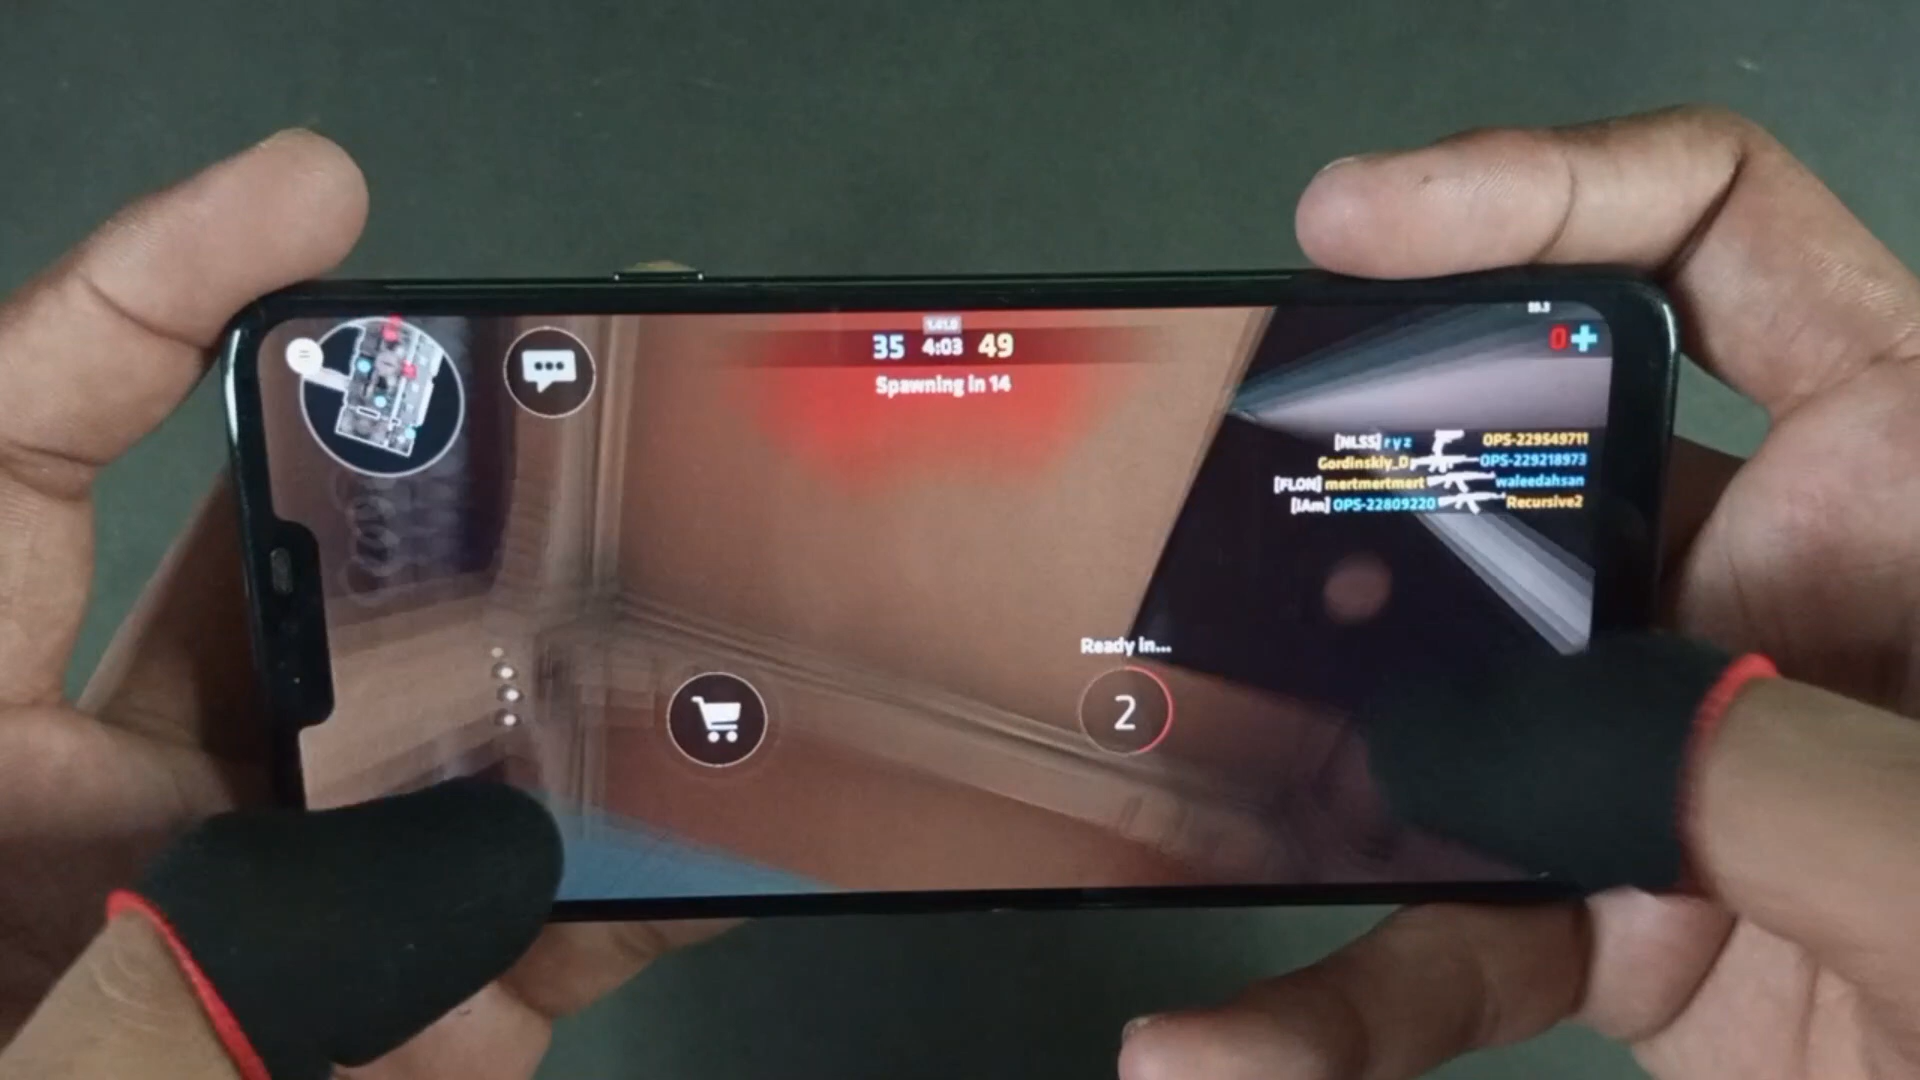 35 4:03 49
Spawning in 14
0
[NLSS] r y z OPS-229549711
Gordinskiy_D OPS-229218973
[FLON] mertmertmert waleedahsan
[IAm] OPS-22809220 Recursive2
Ready in...
2